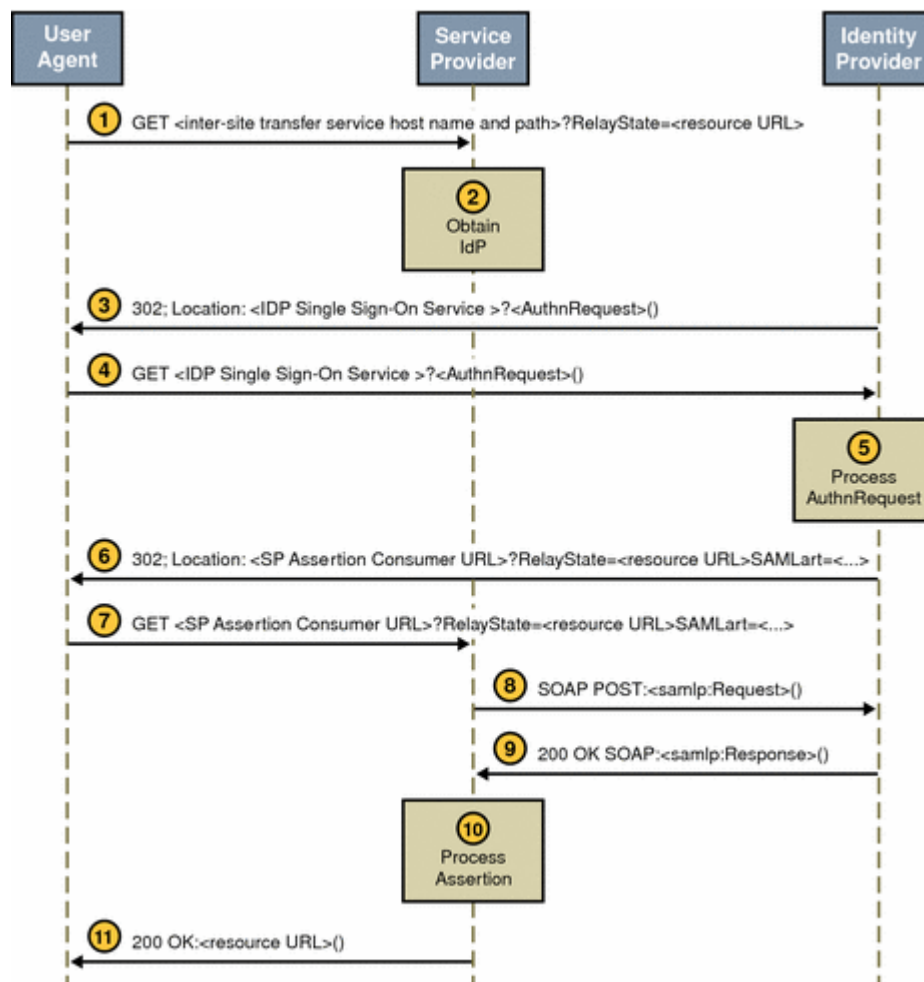 User
Agent
Service
Provider
Identity
Provider
1 GET <inter-site transfer service host name and path>?RelayState=<resource URL>
2
Obtain
IdP
3 302; Location: <IDP Single Sign-On Service >?<AuthnRequest>()
4 GET <IDP Single Sign-On Service >?<AuthnRequest>()
5
Process
AuthnRequest
6 302; Location: <SP Assertion Consumer URL>?RelayState=<resource URL>SAMLart=<...>
7 GET <SP Assertion Consumer URL>?RelayState=<resource URL>SAMLart=<...>
8 SOAP POST:<samlp:Request>()
9 200 OK SOAP:<samlp:Response>()
10
Process
Assertion
11 200 OK:<resource URL>()